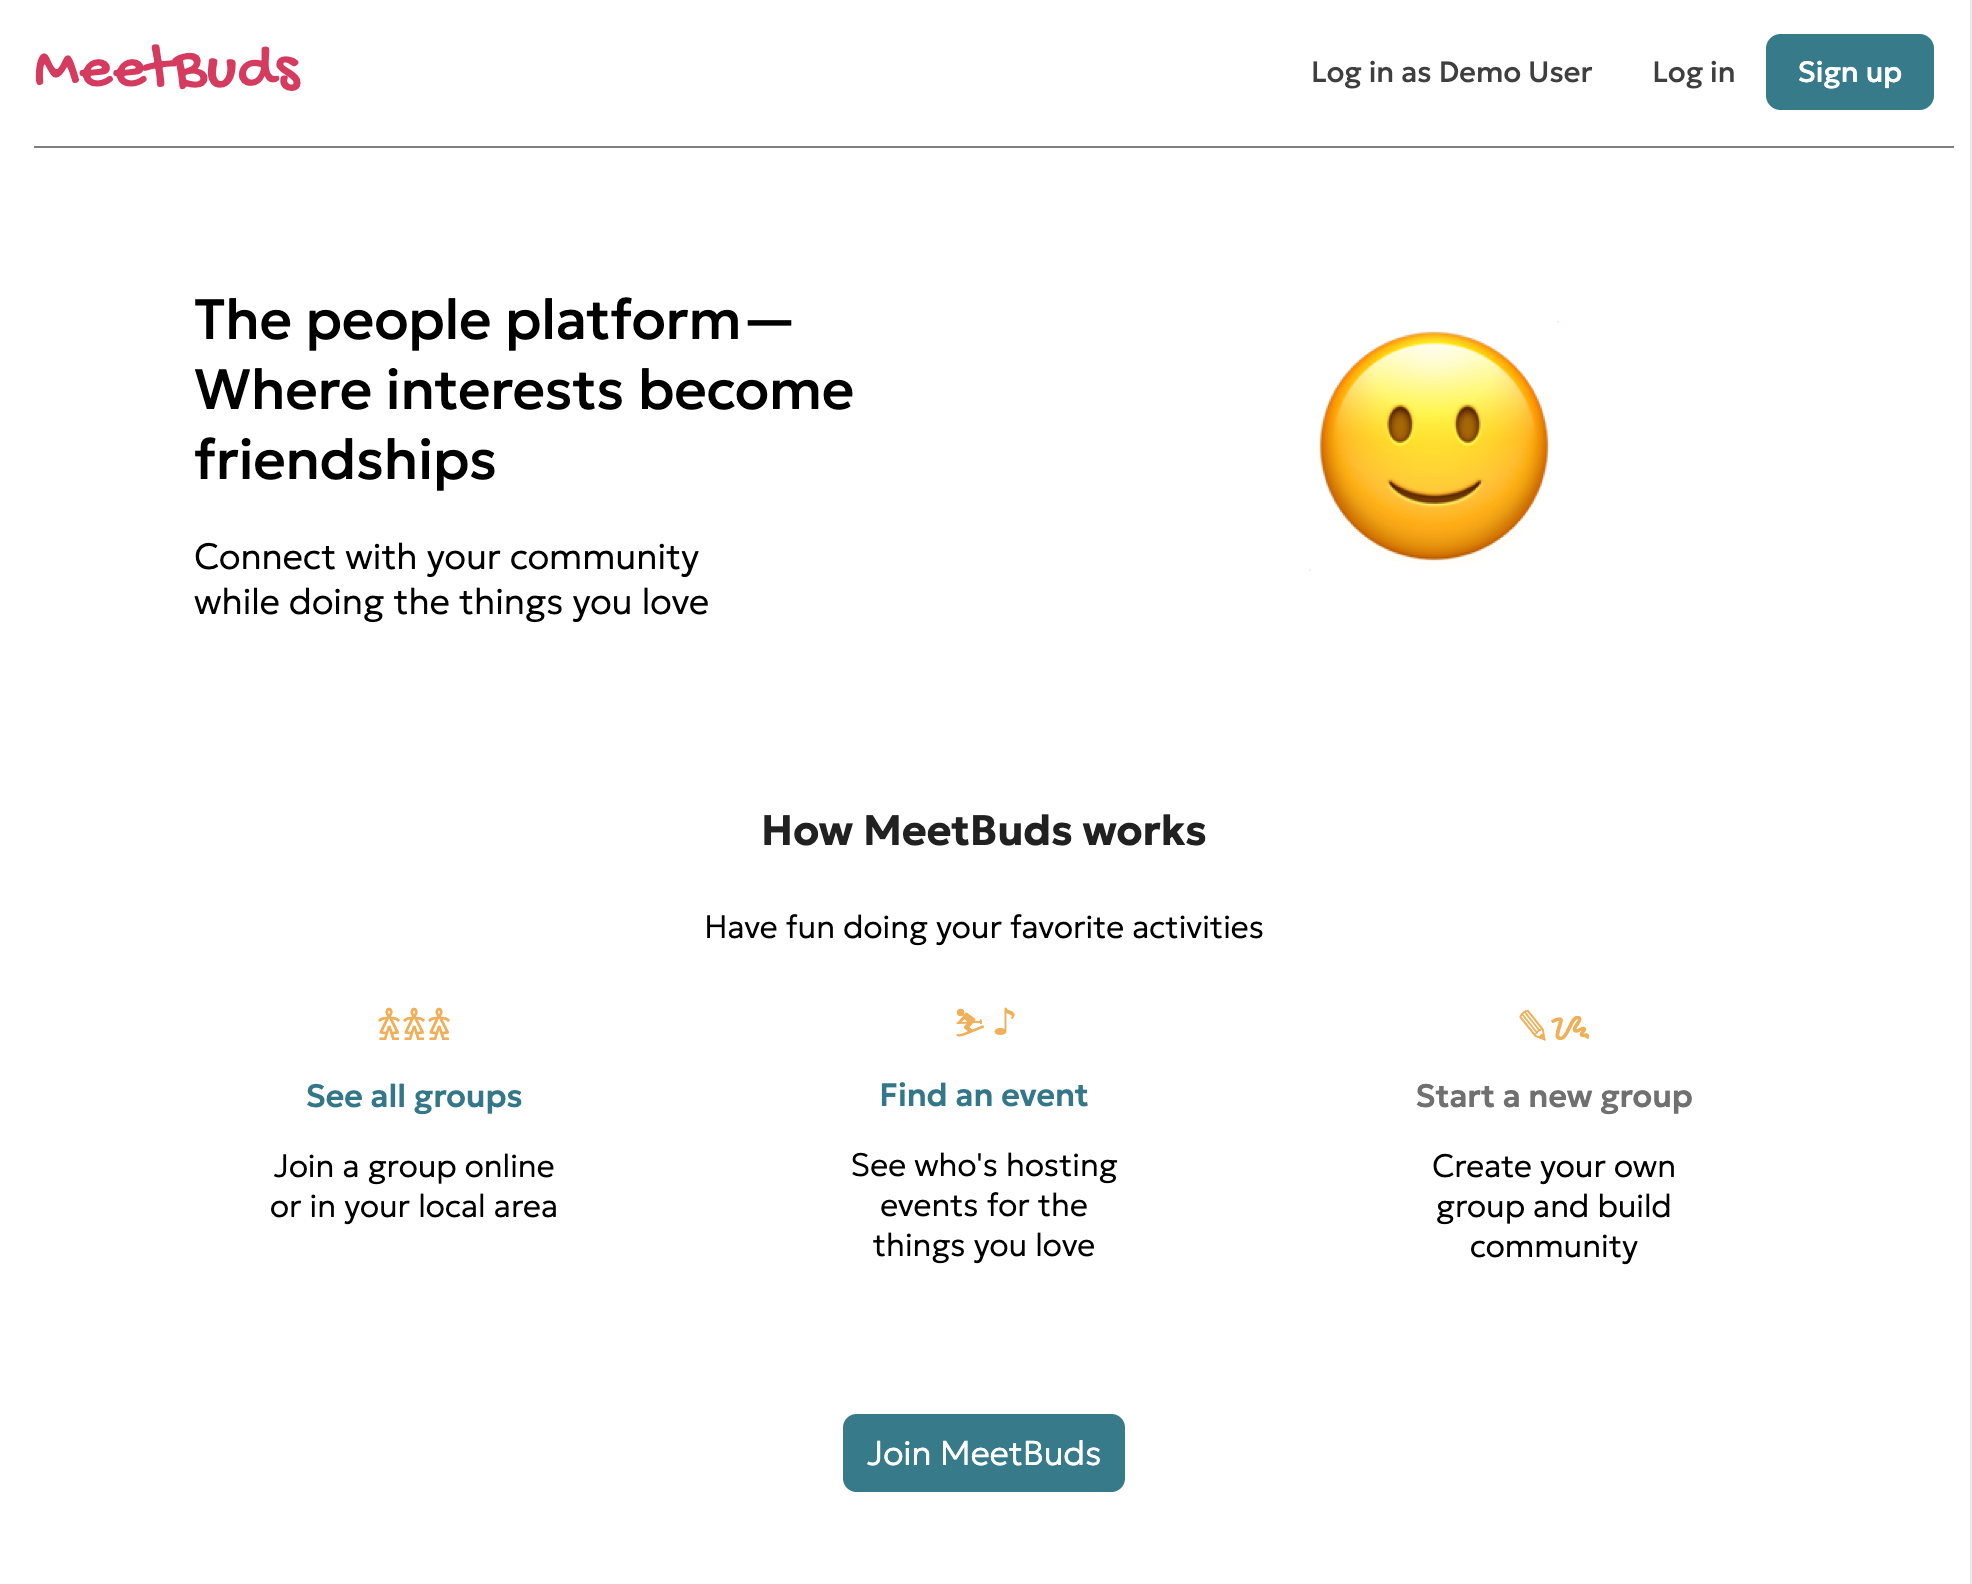 MeetBuds
Log in as Demo User
Log in
Sign up
The people platform—
Where interests become
friendships
Connect with your community
while doing the things you love
How MeetBuds works
Have fun doing your favorite activities
See all groups
Join a group online
or in your local area
Find an event
See who's hosting
events for the
things you love
Start a new group
Create your own
group and build
community
Join MeetBuds